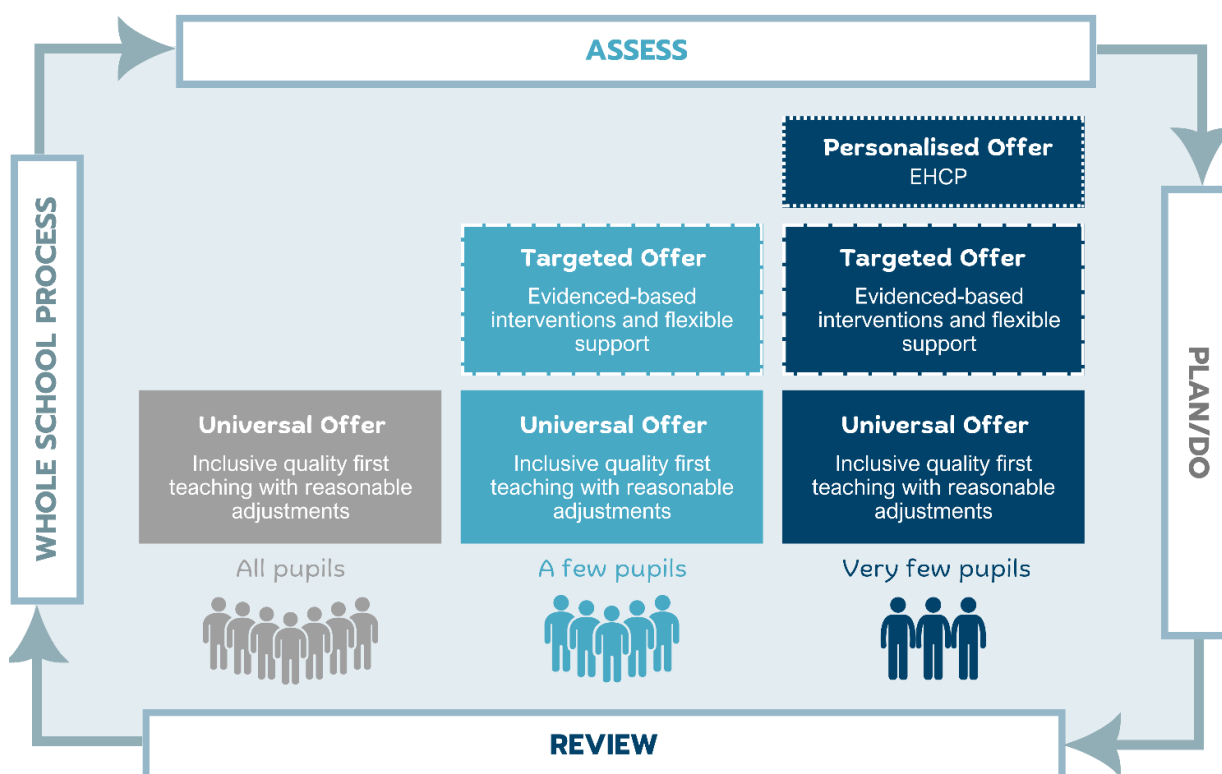 ASSESS
WHOLE SCHOOL PROCESS
Personalised Offer
EHCP
Targeted Offer
Evidenced-based
interventions and flexible
support
Targeted Offer
Evidenced-based
interventions and flexible
support
PLAN/DO
Universal Offer
Inclusive quality first
teaching with reasonable
adjustments
Universal Offer
Inclusive quality first
teaching with reasonable
adjustments
Universal Offer
Inclusive quality first
teaching with reasonable
adjustments
All pupils
A few pupils
Very few pupils
REVIEW